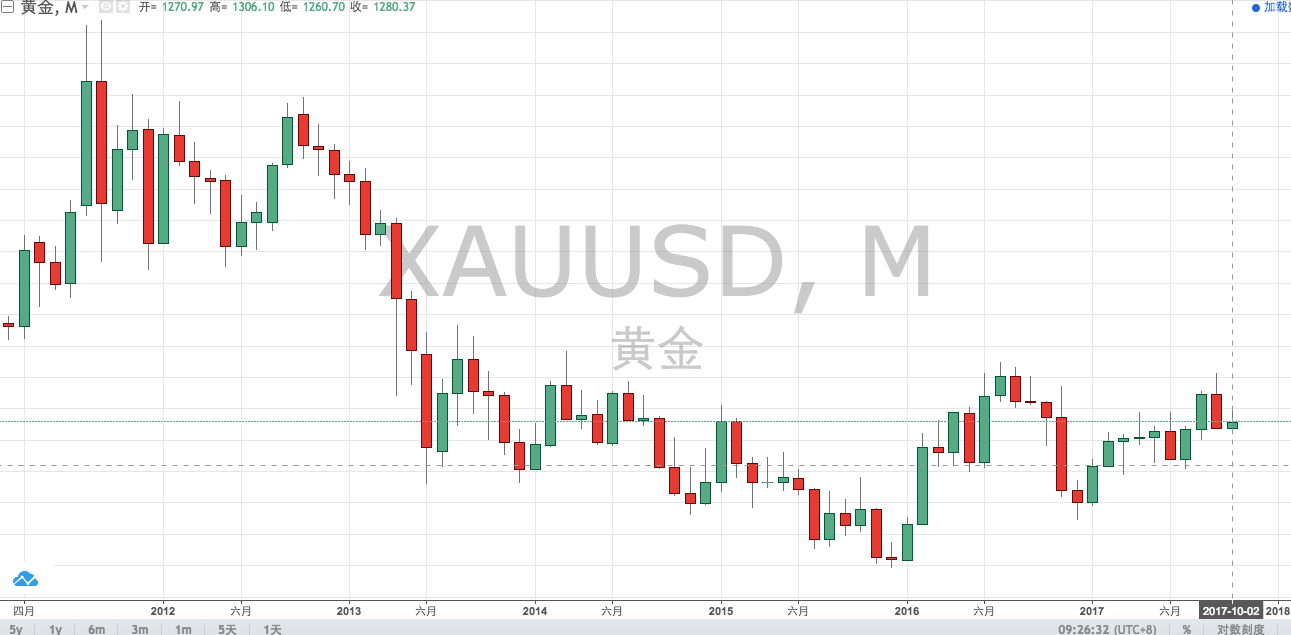 黄金, M 开= 1270.97 高= 1306.10 低= 1260.70 收= 1280.37
加载
XAUUSD, M
黄金
四月 2012 六月 2013 六月 2014 六月 2015 六月 2016 六月 2017 六月 2017-10-02 2018
5y 1y 6m 3m 1m 5天 1天 09:26:32 (UTC+8) % 对数刻度